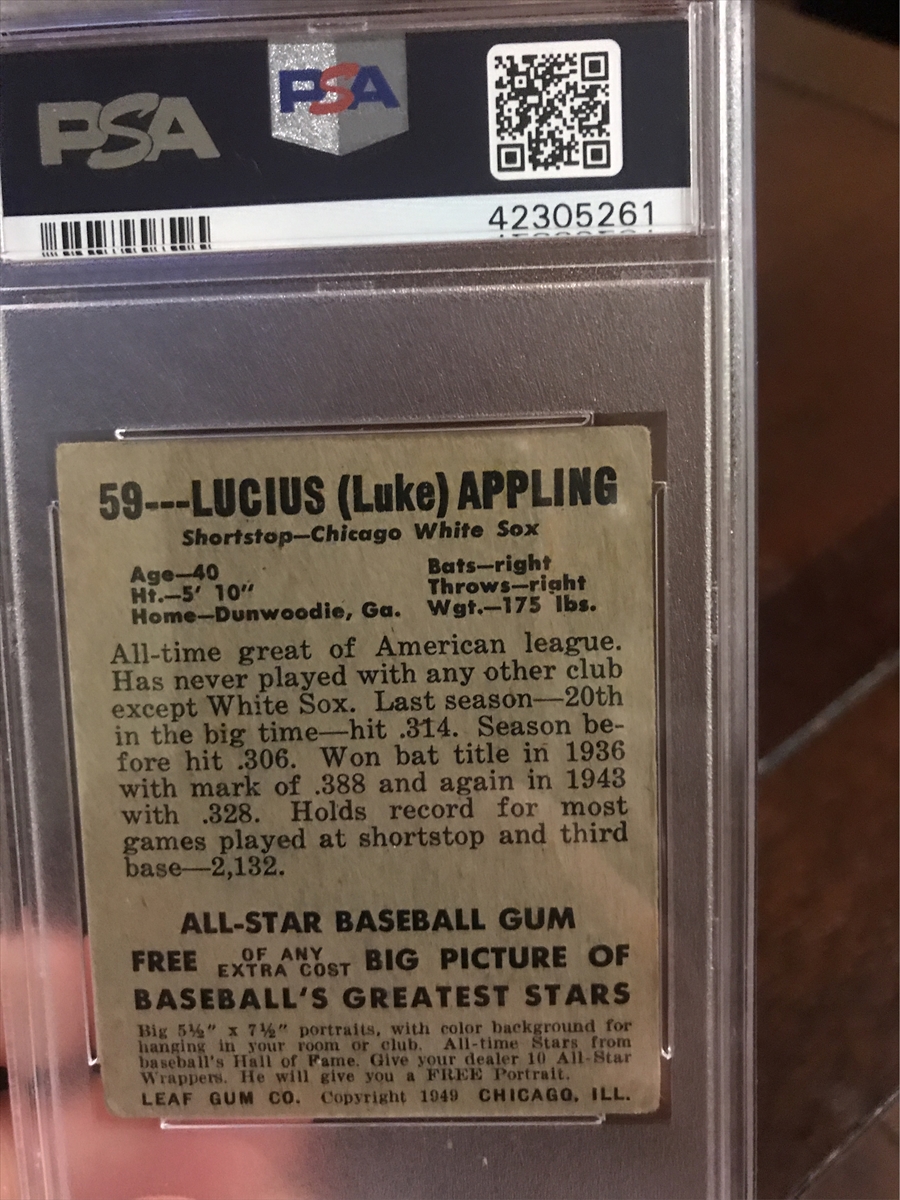 PSA
PSA
42305261
59---LUCIUS (Luke) APPLING
Shortstop—Chicago White Sox
Age—40
Ht.—5' 10"
Home—Dunwoodie, Ga.
Bats—right
Throws—right
Wgt.—175 lbs.
All-time great of American league.
Has never played with any other club
except White Sox. Last season—20th
in the big time—hit .314. Season be-
fore hit .306. Won bat title in 1936
with mark of .388 and again in 1943
with .328. Holds record for most
games played at shortstop and third
base—2,132.
ALL-STAR BASEBALL GUM
FREE OF ANY EXTRA COST BIG PICTURE OF
BASEBALL'S GREATEST STARS
Big 5½" x 7½" portraits, with color background for
hanging in your room or club. All-time Stars from
baseball's Hall of Fame. Give your dealer 10 All-Star
Wrappers. He will give you a FREE Portrait.
LEAF GUM CO. Copyright 1949 CHICAGO, ILL.